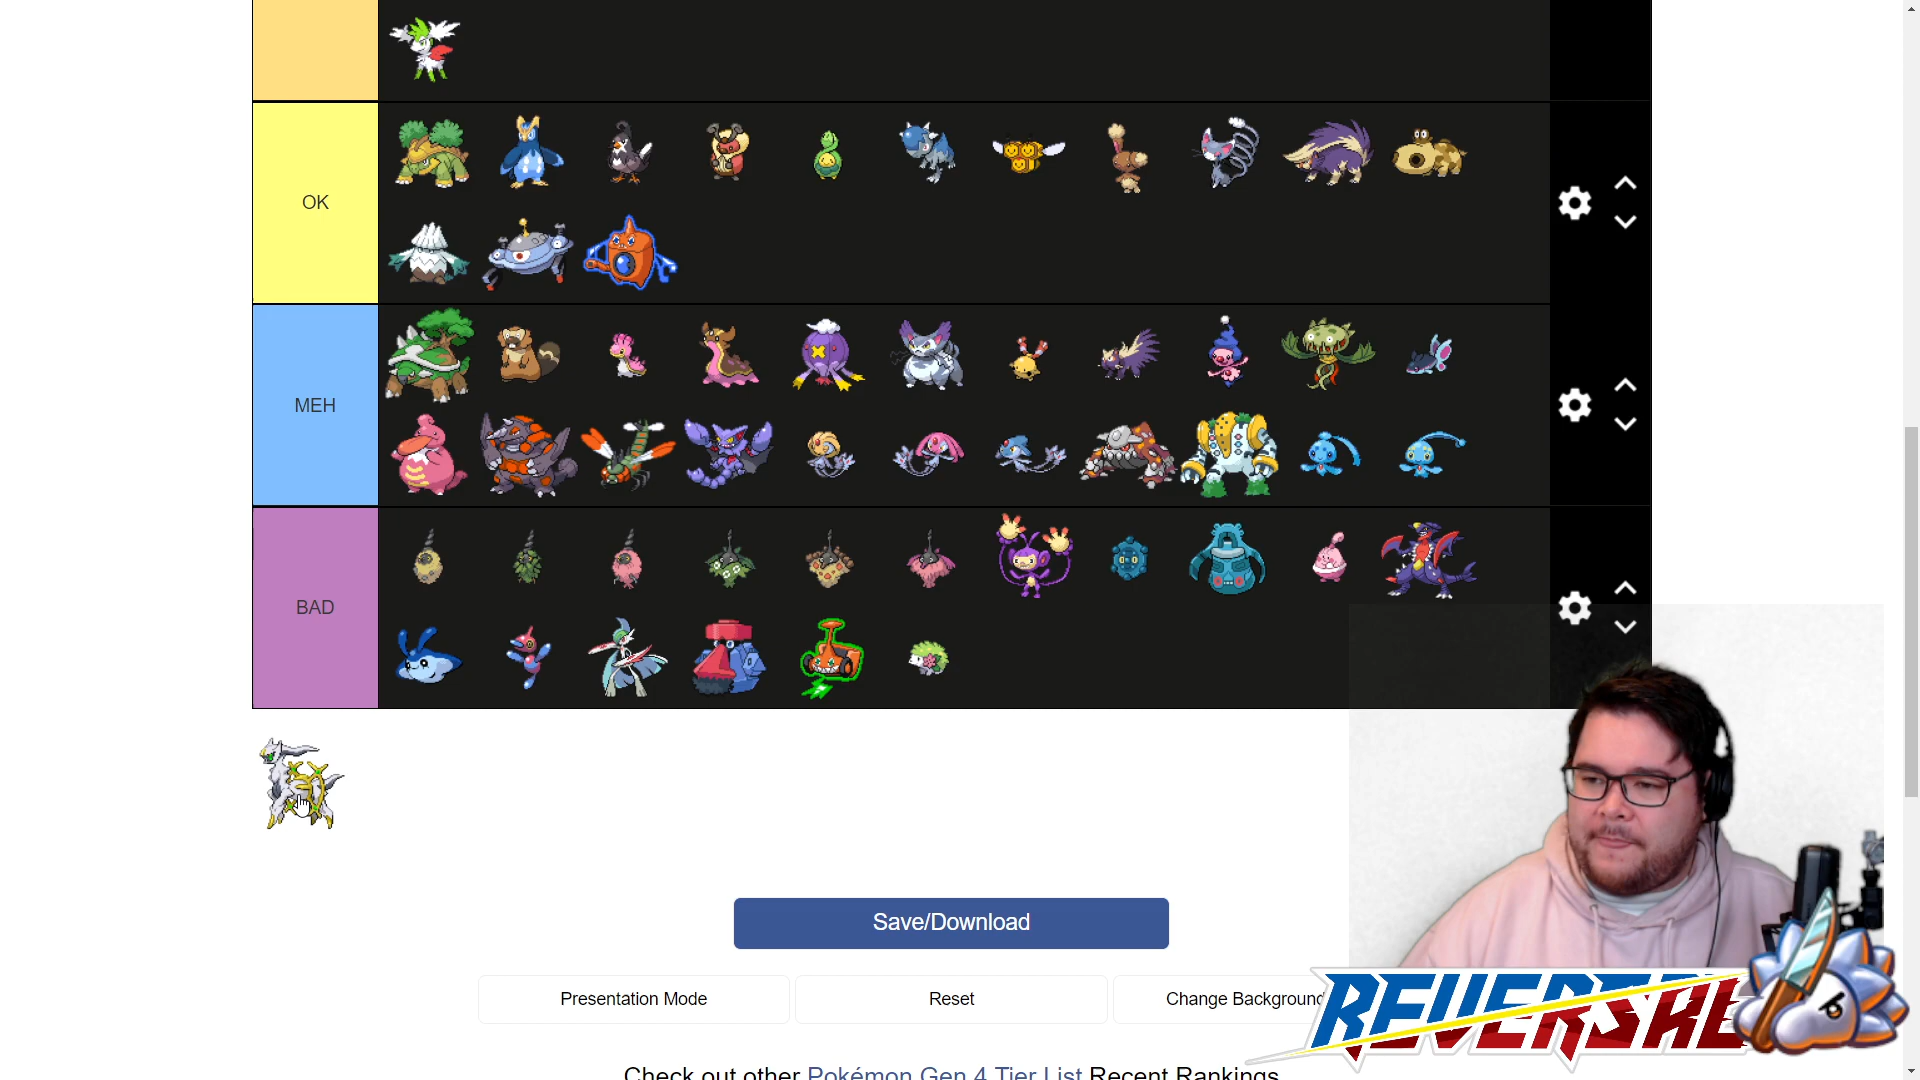 OK
MEH
BAD
Save/Download
Presentation Mode
Reset
Change Background
REVERSAL
Check out other Pokémon Gen 4 Tier List Recent Rankings